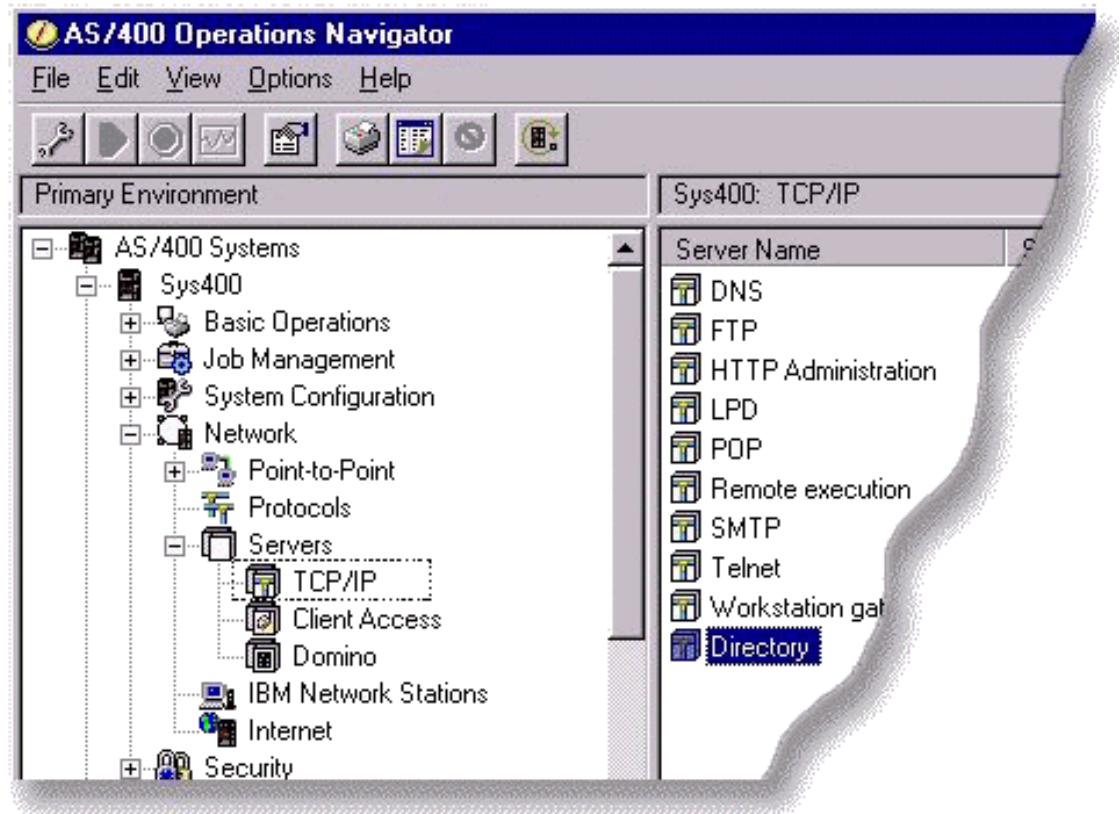 AS/400 Operations Navigator
File Edit View Options Help
Primary Environment
AS/400 Systems
Sys400
Basic Operations
Job Management
System Configuration
Network
Point-to-Point
Protocols
Servers
TCP/IP
Client Access
Domino
IBM Network Stations
Internet
Security
Sys400: TCP/IP
Server Name
DNS
FTP
HTTP Administration
LPD
POP
Remote execution
SMTP
Telnet
Workstation gat
Directory